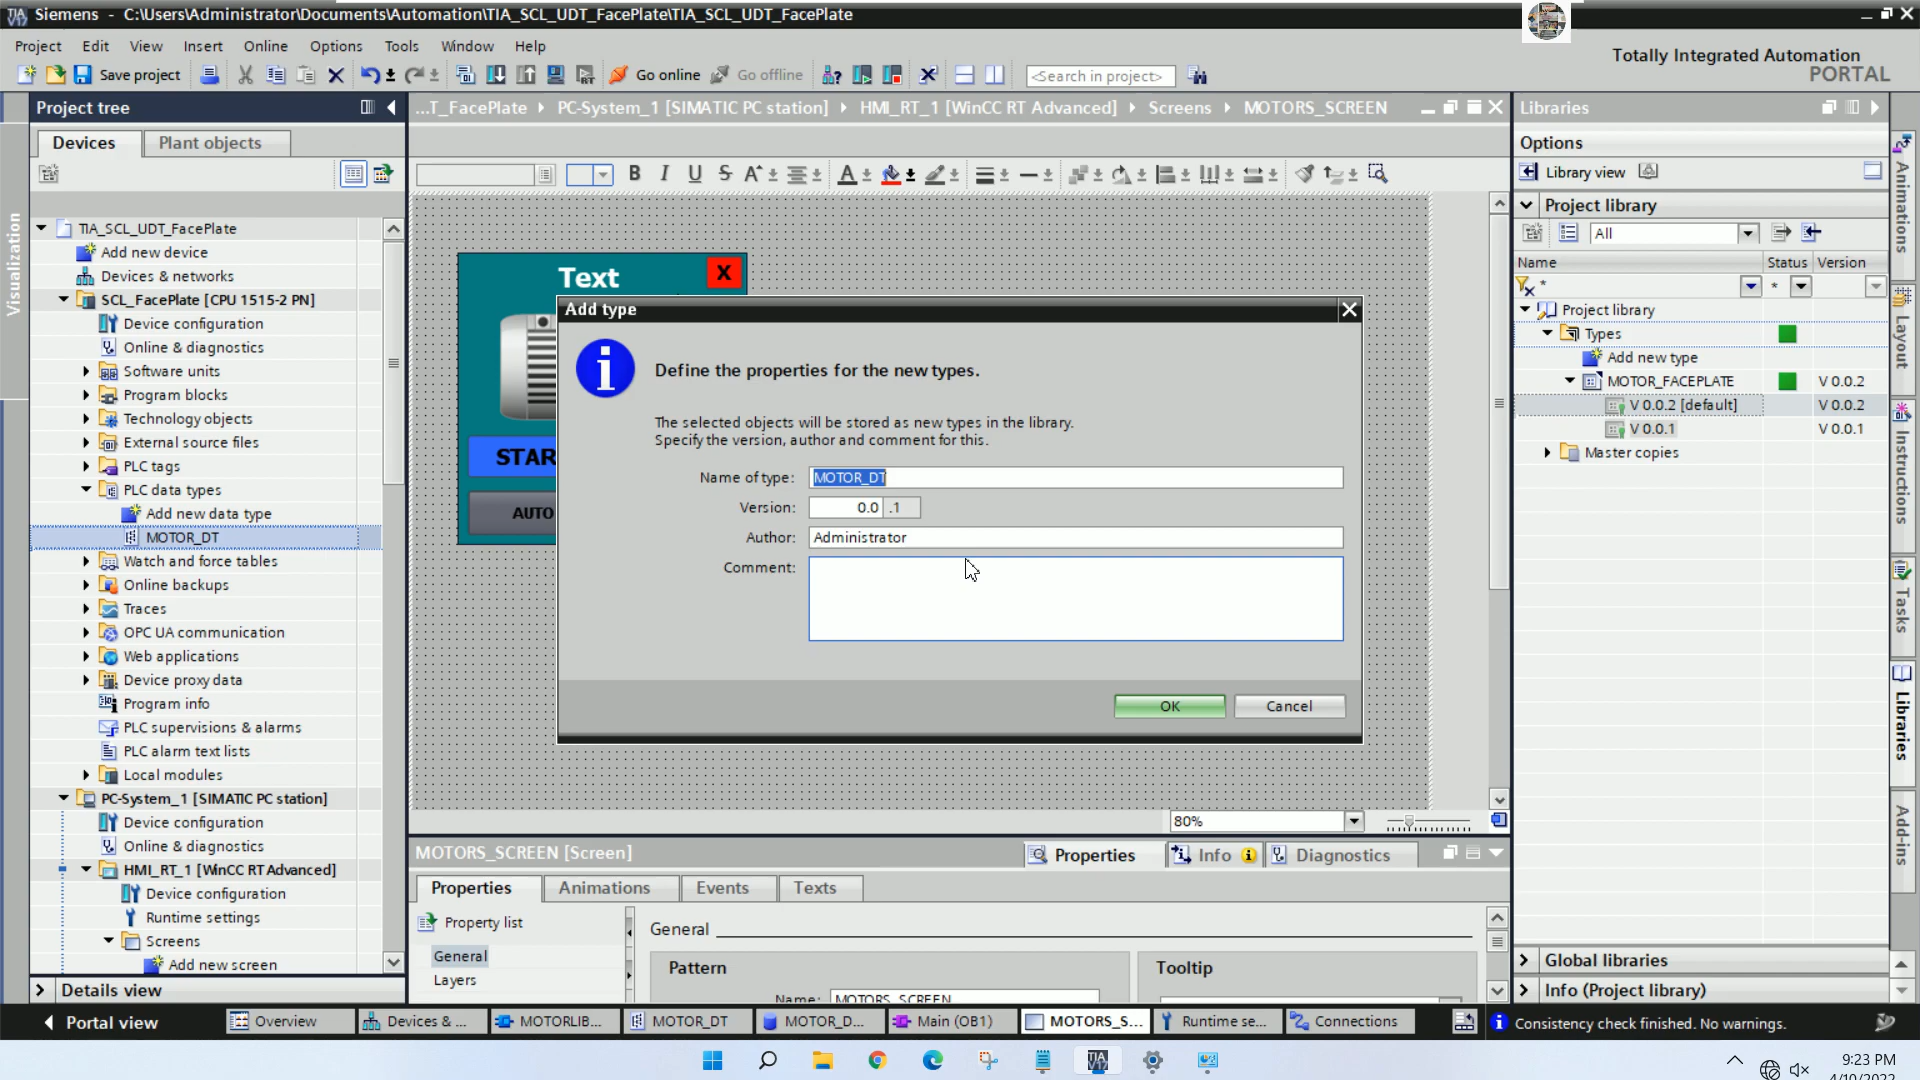 Siemens - C:\Users\Administrator\Documents\Automation\TIA_SCL_UDT_FacePlate\TIA_SCL_UDT_FacePlate
Project Edit View Insert Online Options Tools Window Help
Totally Integrated Automation
PORTAL
Save project
Go online
Go offline
<Search in project>
Project tree
...T_FacePlate PC-System_1 [SIMATIC PC station] HMI_RT_1 [WinCC RT Advanced] Screens MOTORS_SCREEN
Libraries
Devices
Plant objects
Options
Library view
Project library
All
Name Status Version
Visualization
TIA_SCL_UDT_FacePlate
Add new device
Devices & networks
SCL_FacePlate [CPU 1515-2 PN]
Device configuration
Online & diagnostics
Software units
Program blocks
Technology objects
External source files
PLC tags
PLC data types
Add new data type
MOTOR_DT
Watch and force tables
Online backups
Traces
OPC UA communication
Web applications
Device proxy data
Program info
PLC supervisions & alarms
PLC alarm text lists
Local modules
PC-System_1 [SIMATIC PC station]
Device configuration
Online & diagnostics
HMI_RT_1 [WinCC RT Advanced]
Device configuration
Runtime settings
Screens
Add new screen
Details view
Text
X
STAR
AUTO
Add type
Define the properties for the new types.
The selected objects will be stored as new types in the library.
Specify the version, author and comment for this.
Name of type: MOTOR_DT
Version: 0.0 .1
Author: Administrator
Comment:
OK
Cancel
80%
MOTORS_SCREEN [Screen]
Properties
Info
Diagnostics
Properties Animations Events Texts
Property list
General
Layers
General
Pattern
Name: MOTORS_SCREEN
Tooltip
* *
Project library
Types
Add new type
MOTOR_FACEPLATE V 0.0.2
V 0.0.2 [default] V 0.0.2
V 0.0.1 V 0.0.1
Master copies
Global libraries
Info (Project library)
Animations
Layout
Instructions
Tasks
Libraries
Add-ins
Portal view
Overview
Devices & ...
MOTORLIB...
MOTOR_DT
MOTOR_D...
Main (OB1)
MOTORS_S...
Runtime se...
Connections
Consistency check finished. No warnings.
9:23 PM
4/10/2022